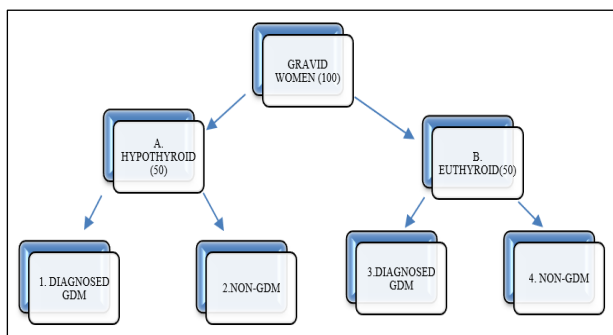 GRAVID
WOMEN (100)
A.
HYPOTHYROID
(50)
B.
EUTHYROID(50)
1. DIAGNOSED
GDM
2.NON-GDM
3.DIAGNOSED
GDM
4. NON-GDM